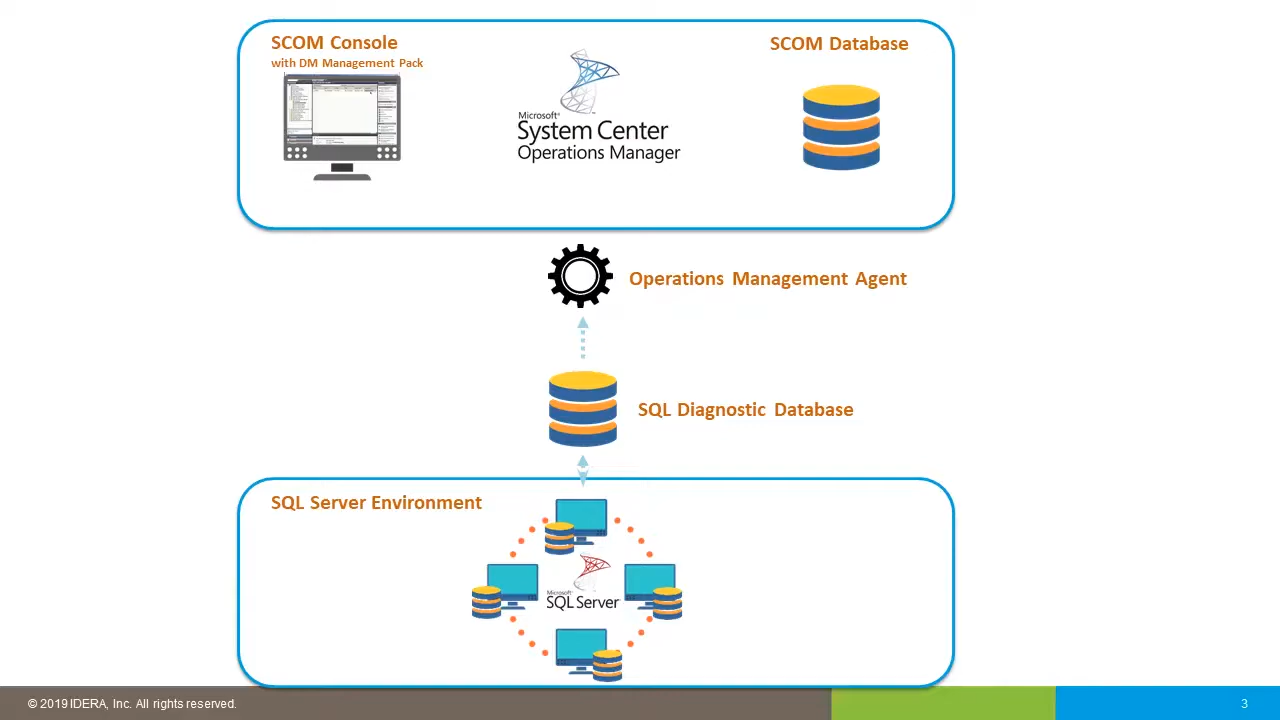 SCOM Console
with DM Management Pack
SCOM Database
Microsoft®
System Center
Operations Manager
Operations Management Agent
SQL Diagnostic Database
SQL Server Environment
Microsoft®
SQL Server
© 2019 IDERA, Inc. All rights reserved.
3